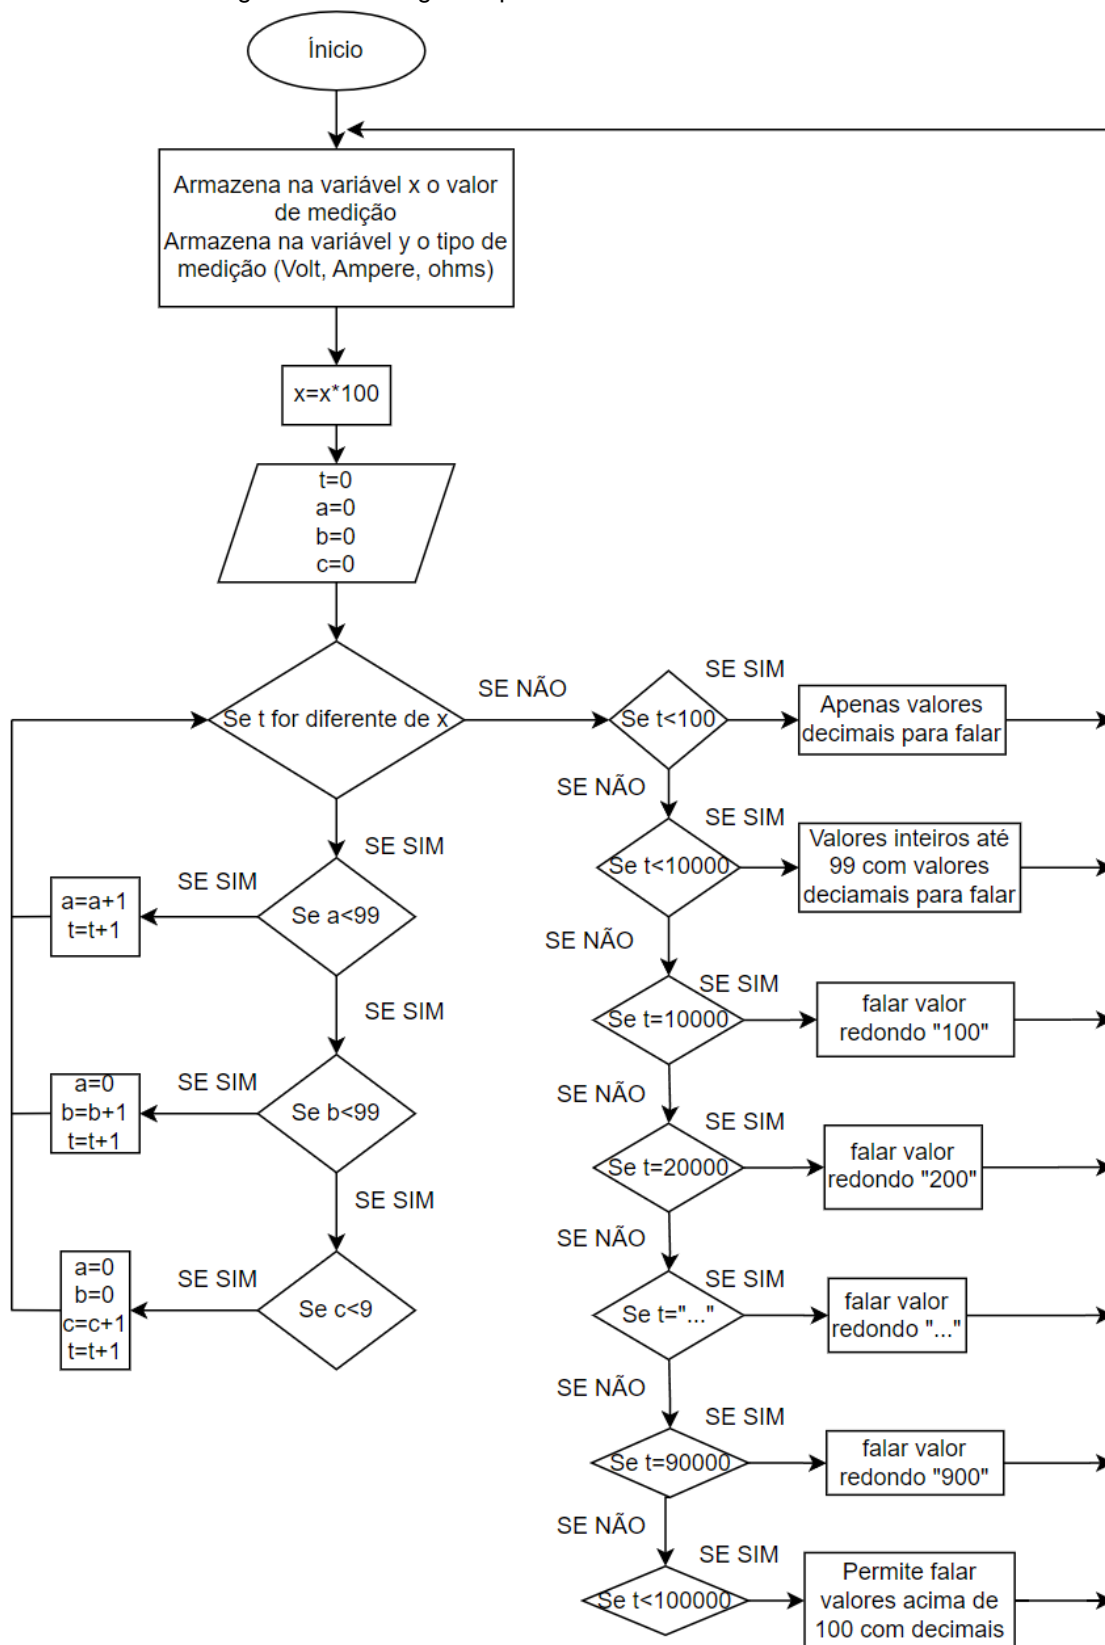 Ínicio
Armazena na variável x o valor
de medição
Armazena na variável y o tipo de
medição (Volt, Ampere, ohms)
x=x*100
t=0
a=0
b=0
c=0
Se t for diferente de x
SE NÃO
SE SIM
Se a<99
SE SIM
a=a+1
t=t+1
SE SIM
Se b<99
SE SIM
a=0
b=b+1
t=t+1
SE SIM
Se c<9
SE SIM
a=0
b=0
c=c+1
t=t+1
Se t<100
SE SIM
Apenas valores
decimais para falar
SE NÃO
Se t<10000
SE SIM
Valores inteiros até
99 com valores
deciamais para falar
SE NÃO
Se t=10000
SE SIM
falar valor
redondo "100"
SE NÃO
Se t=20000
SE SIM
falar valor
redondo "200"
SE NÃO
Se t="..."
SE SIM
falar valor
redondo "..."
SE NÃO
Se t=90000
SE SIM
falar valor
redondo "900"
SE NÃO
Se t<100000
SE SIM
Permite falar
valores acima de
100 com decimais